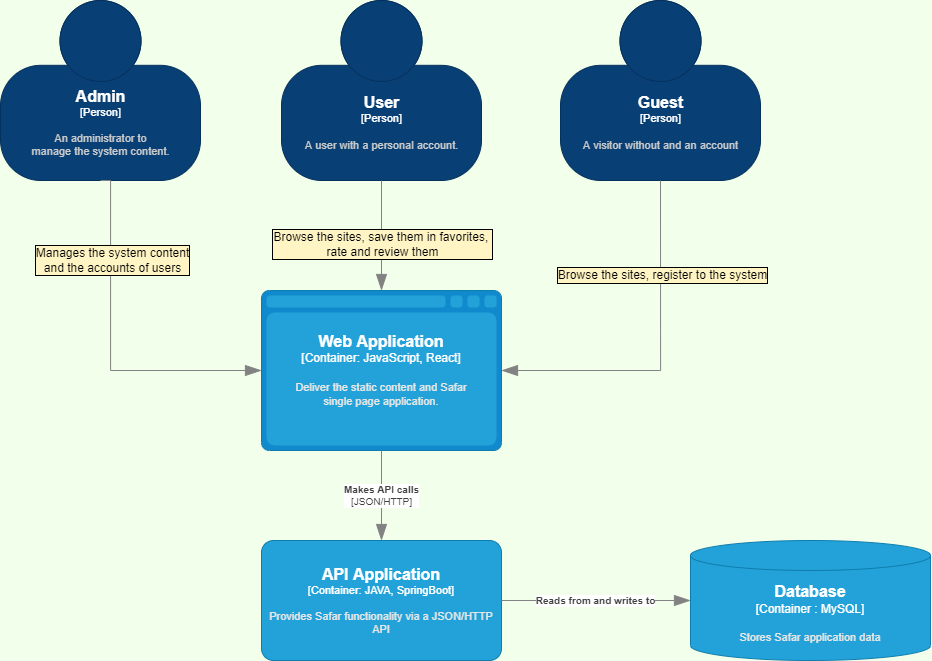 Admin
[Person]
An administrator to
manage the system content.
User
[Person]
A user with a personal account.
Guest
[Person]
A visitor without and an account
Manages the system content
and the accounts of users
Browse the sites, save them in favorites,
rate and review them
Browse the sites, register to the system
Web Application
[Container: JavaScript, React]
Deliver the static content and Safar
single page application.
Makes API calls
[JSON/HTTP]
API Application
[Container: JAVA, SpringBoot]
Provides Safar functionality via a JSON/HTTP
API
Reads from and writes to
Database
[Container : MySQL]
Stores Safar application data